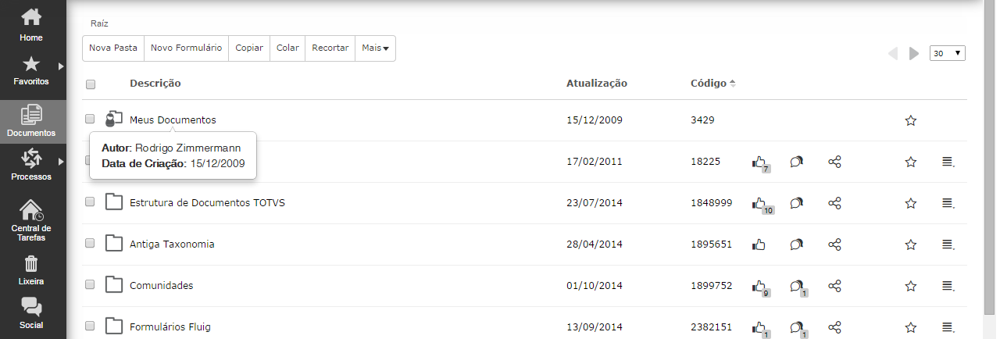 Home
Favoritos
Documentos
Processos
Central de
Tarefas
Lixeira
Social
Raíz
Nova Pasta Novo Formulário Copiar Colar Recortar Mais
30
Descrição Atualização Código
Meus Documentos 15/12/2009 3429
Autor: Rodrigo Zimmermann
Data de Criação: 15/12/2009
17/02/2011 18225 7
Estrutura de Documentos TOTVS 23/07/2014 1848999 10
Antiga Taxonomia 28/04/2014 1895651
Comunidades 01/10/2014 1899752 9 1
Formulários Fluig 13/09/2014 2382151 1 1